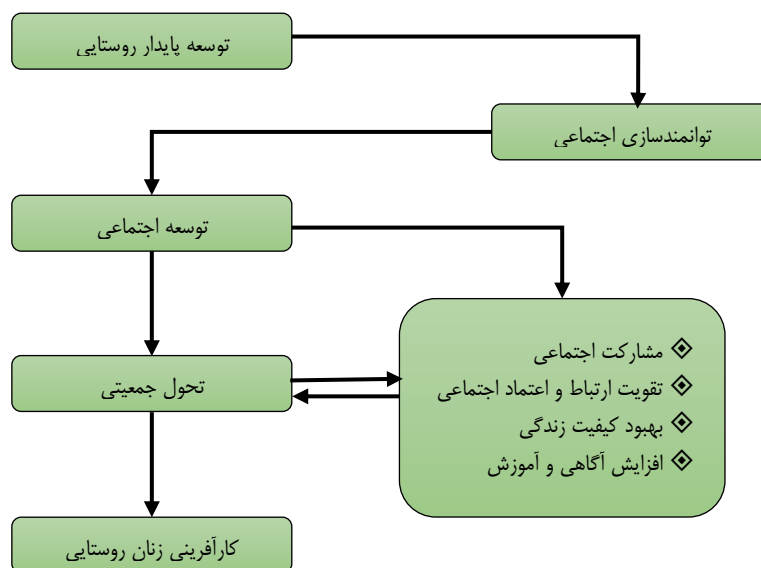 توسعه پایدار روستایی
توانمندسازی اجتماعی
توسعه اجتماعی
مشارکت اجتماعی
تقویت ارتباط و اعتماد اجتماعی
بهبود کیفیت زندگی
افزایش آگاهی و آموزش
تحول جمعیتی
کارآفرینی زنان روستایی